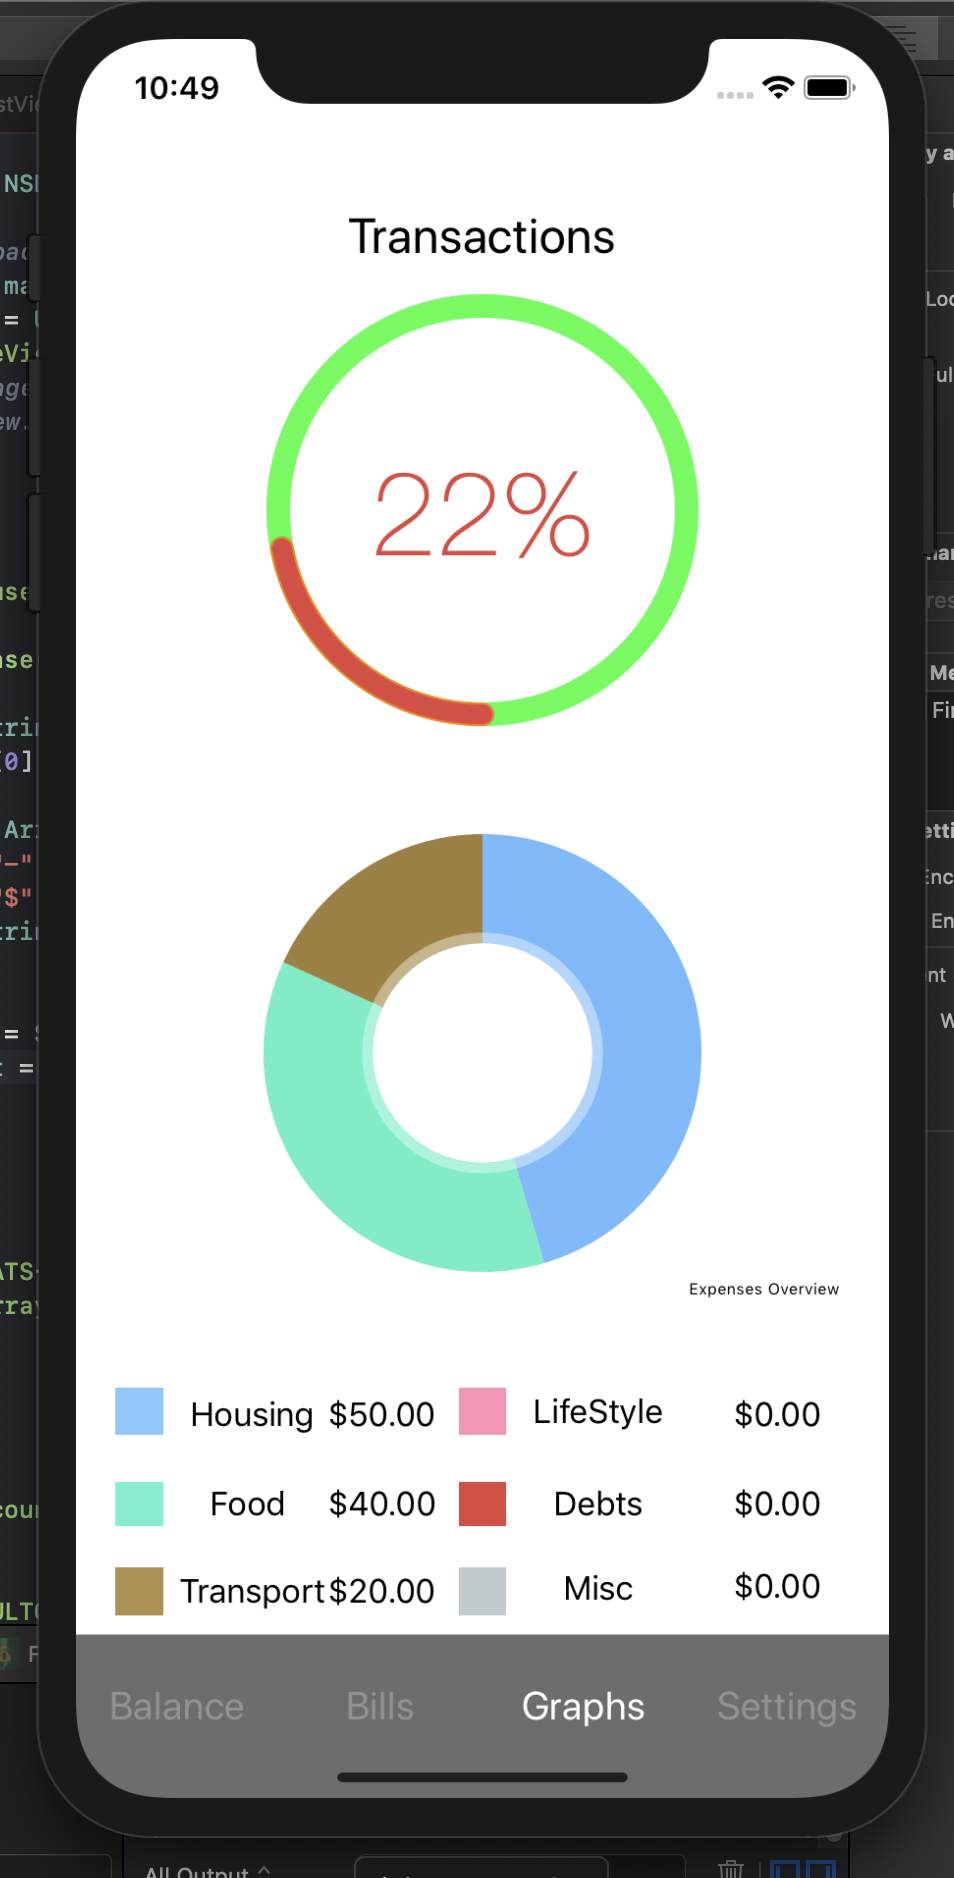 10:49
Transactions
22%
Expenses Overview
Housing $50.00 LifeStyle $0.00
Food $40.00 Debts $0.00
Transport $20.00 Misc $0.00
Balance Bills Graphs Settings
All Output
[0]
"-"
"$"
=
=